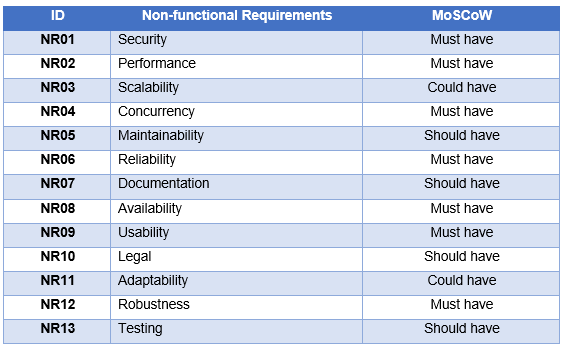 ID Non-functional Requirements MoSCoW
NR01 Security Must have
NR02 Performance Must have
NR03 Scalability Could have
NR04 Concurrency Must have
NR05 Maintainability Should have
NR06 Reliability Must have
NR07 Documentation Should have
NR08 Availability Must have
NR09 Usability Must have
NR10 Legal Should have
NR11 Adaptability Could have
NR12 Robustness Must have
NR13 Testing Should have